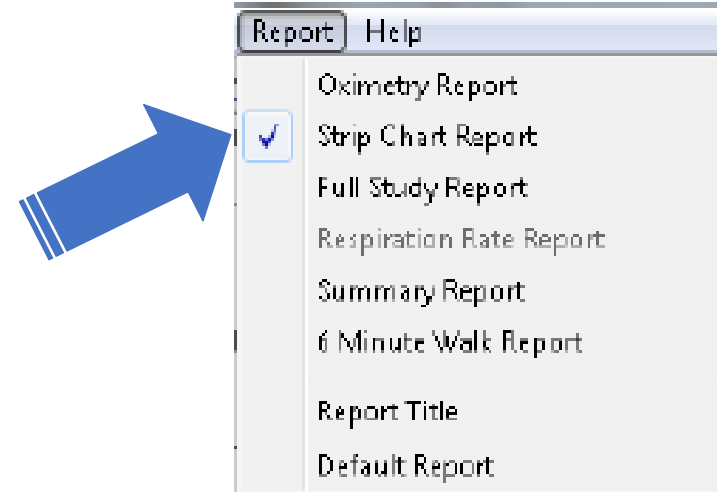 Report Help
Oximetry Report
Strip Chart Report
Full Study Report
Respiration Rate Report
Summary Report
6 Minute Walk Report
Report Title
Default Report